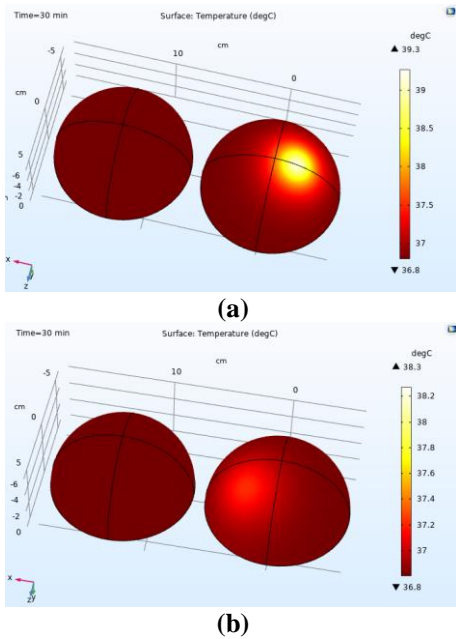 Time=30 min Surface: Temperature (degC)
cm
degC
-5
10
0
▲ 39.3
cm
0
39
38.5
5
38
-6
-4
37.5
-2
0
37
x
y
z
▼ 36.8
(a)
Time=30 min Surface: Temperature (degC)
cm
degC
-5
10
0
▲ 38.3
cm
0
38.2
38
5
37.8
-6
37.6
-4
37.4
-2
37.2
0
37
x
y
z
▼ 36.8
(b)